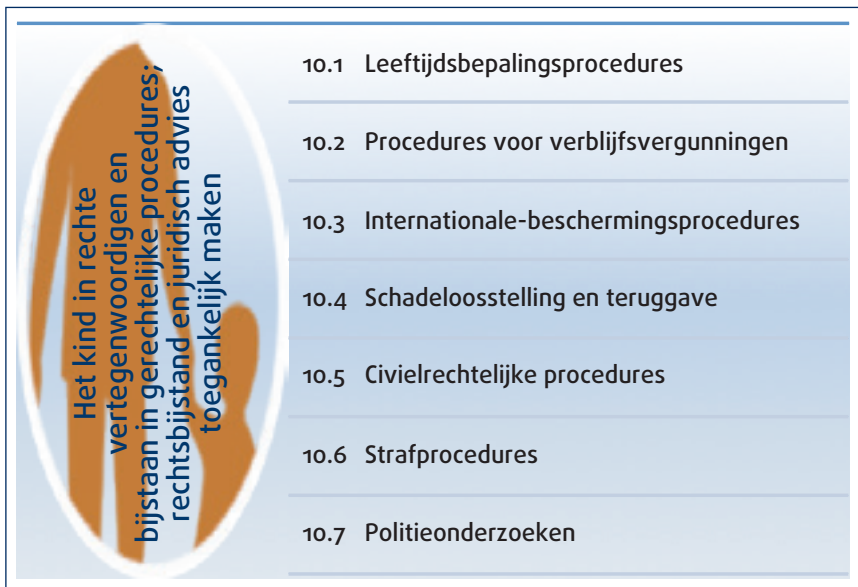 Het kind in rechte
vertegenwoordigen en
bijstaan in gerechtelijke procedures;
rechtsbijstand en juridisch advies
toegankelijk maken
10.1 Leeftijdsbepalingsprocedures
10.2 Procedures voor verblijfsvergunningen
10.3 Internationale-beschermingsprocedures
10.4 Schadeloosstelling en teruggave
10.5 Civielrechtelijke procedures
10.6 Strafprocedures
10.7 Politieonderzoeken